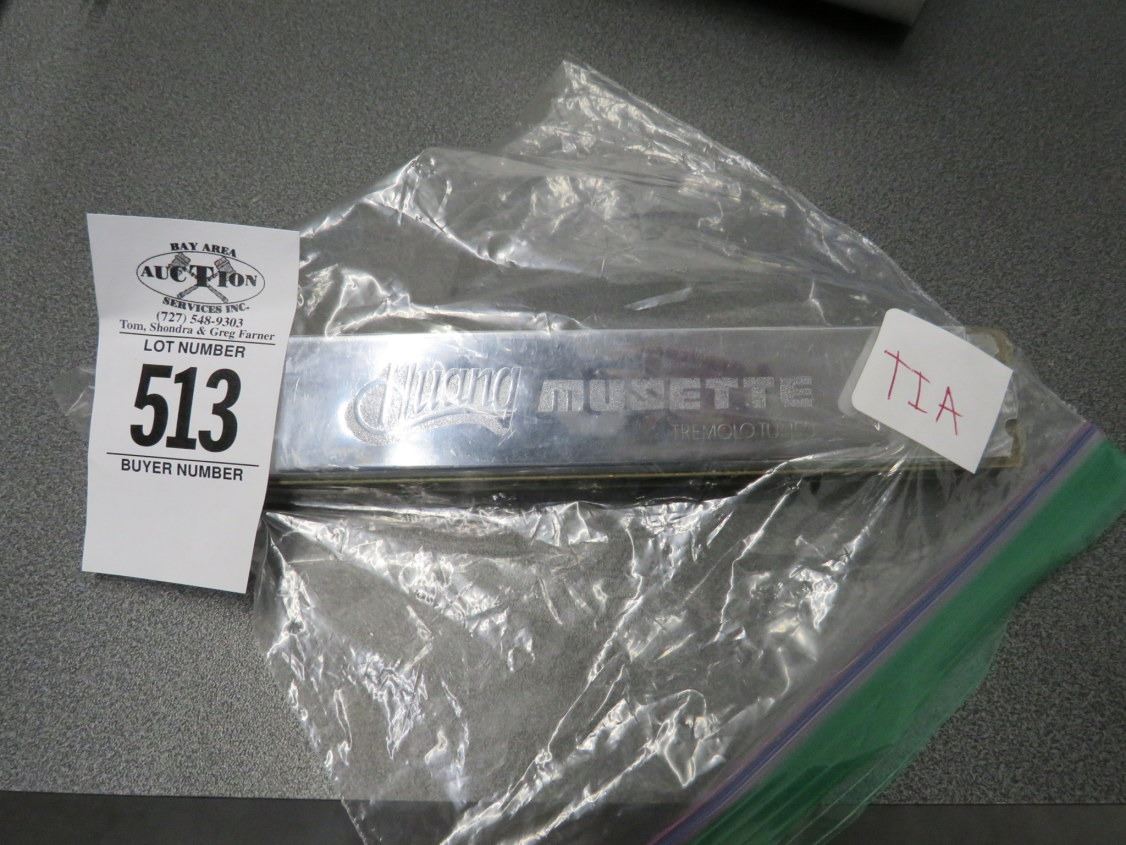 BAY AREA
AUCTION
SERVICES INC.
(727) 548-9303
Tom, Shondra & Greg Farner
LOT NUMBER
513
BUYER NUMBER
Huang MUSETTE
TREMOLO
TIA